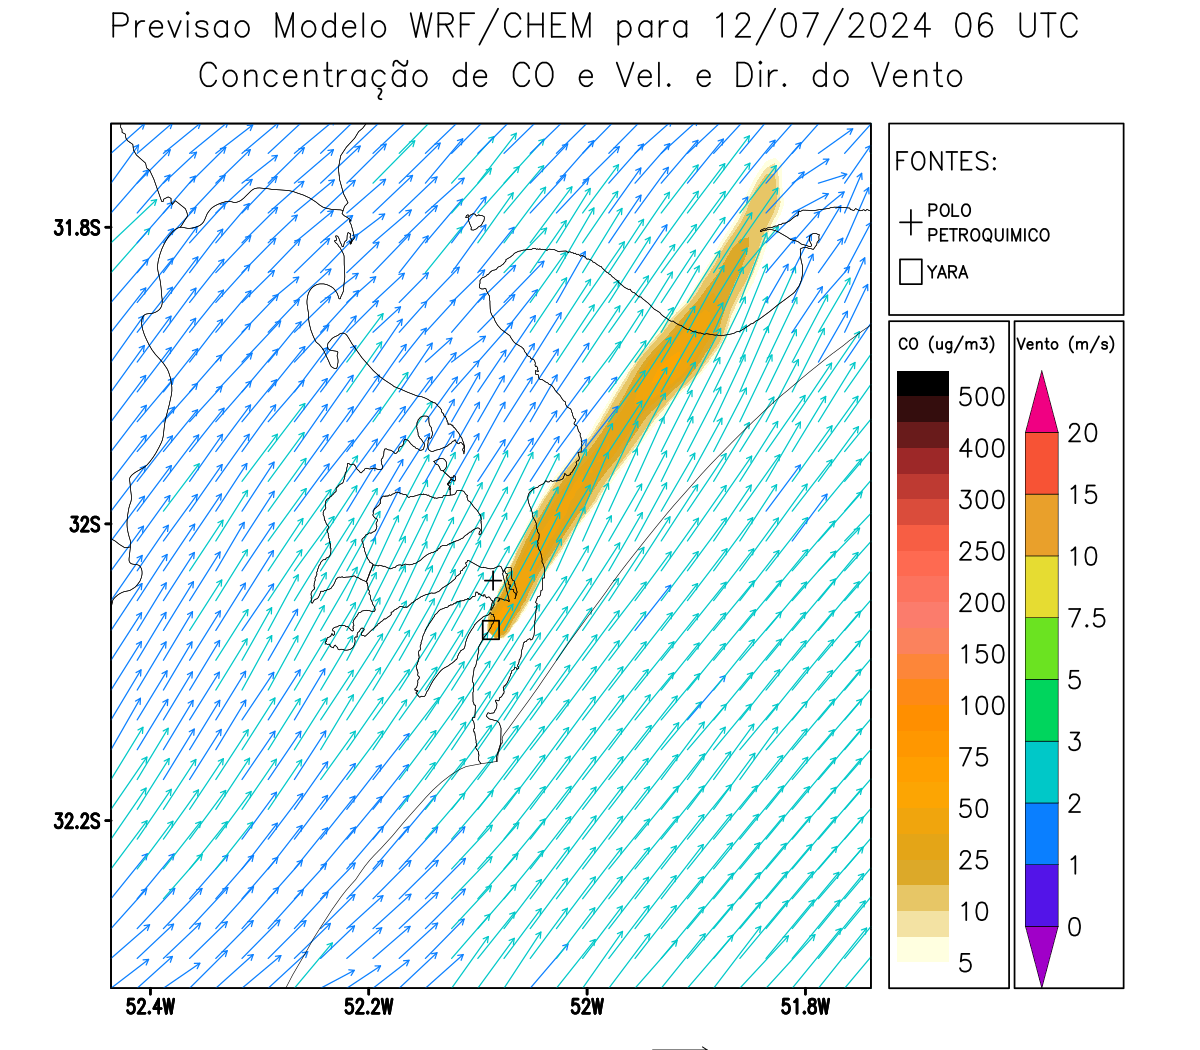 Previsao Modelo WRF/CHEM para 12/07/2024 06 UTC
Concentração de CO e Vel. e Dir. do Vento
FONTES:
POLO
PETROQUIMICO
YARA
31.8S
32S
32.2S
52.4W
52.2W
52W
51.8W
CO (ug/m3)
500
400
300
250
200
150
100
75
50
25
10
5
Vento (m/s)
20
15
10
7.5
5
3
2
1
0